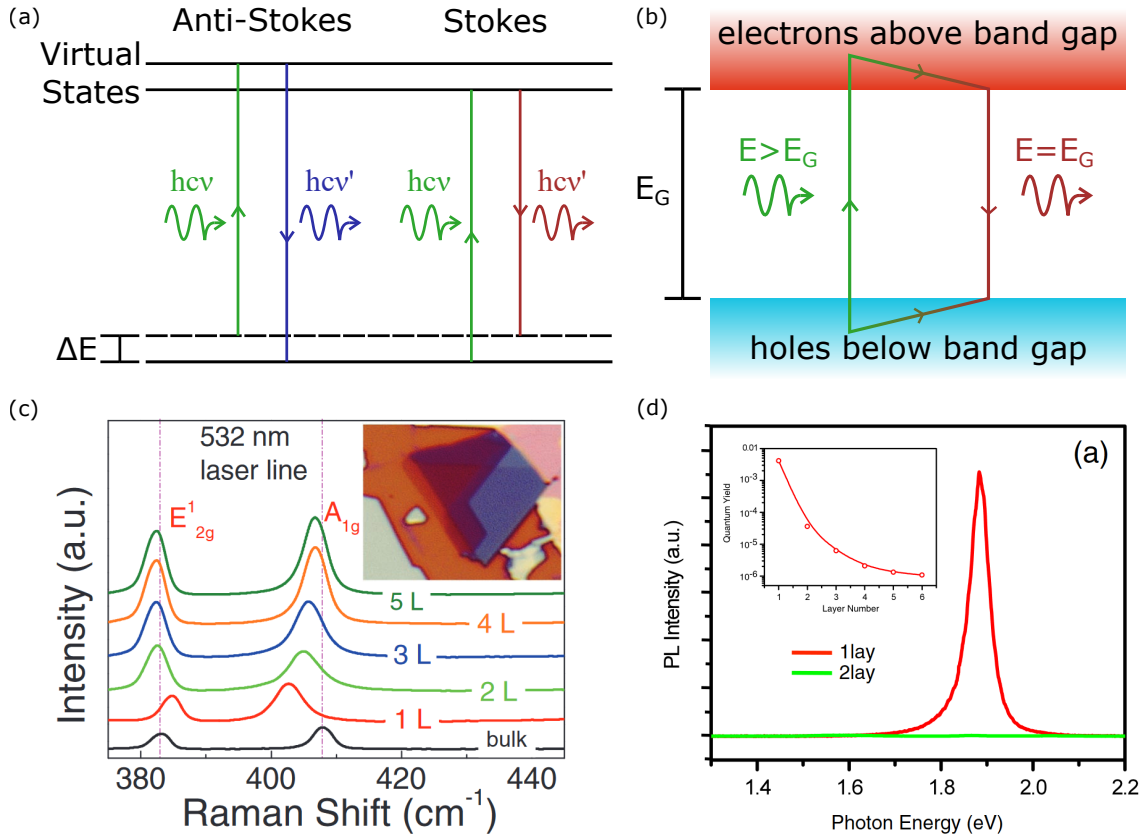 (a)
Anti-Stokes
Stokes
Virtual
States
hcν
hcν'
hcν
hcν'
ΔE
(b)
electrons above band gap
E>E_G
E=E_G
E_G
holes below band gap
(c)
532 nm
laser line
E¹₂g
A₁g
5 L
4 L
3 L
2 L
1 L
bulk
Intensity (a.u.)
375
400
420
440
Raman Shift (cm⁻¹)
(d)
(a)
0.01
10⁻³
10⁻⁴
10⁻⁵
10⁻⁶
Quantum Yield
1 2 3 4 5 6
Layer Number
1lay
2lay
PL Intensity (a.u.)
1.4 1.6 1.8 2.0 2.2
Photon Energy (eV)